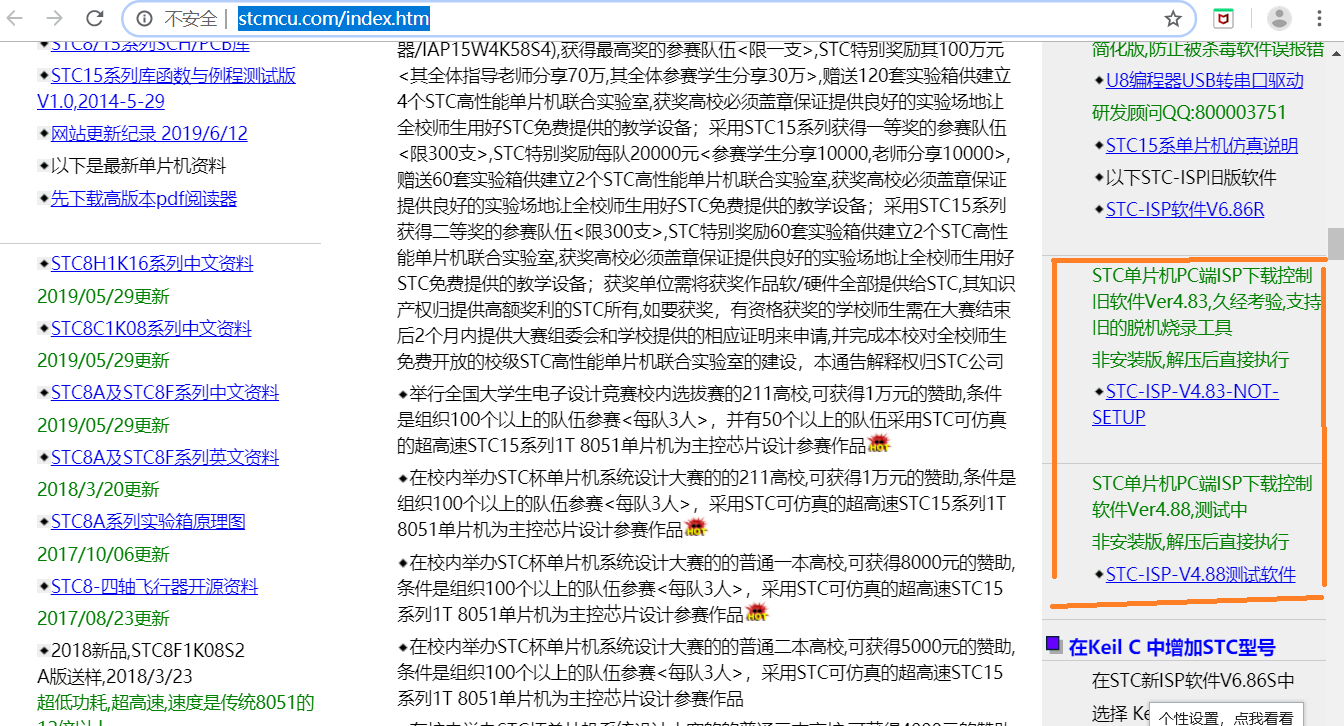 不安全 | stcmcu.com/index.htm
STC8/15系列SCH/PCB库
STC15系列库函数与例程测试版
V1.0,2014-5-29
网站更新纪录 2019/6/12
以下是最新单片机资料
先下载高版本pdf阅读器
STC8H1K16系列中文资料
2019/05/29更新
STC8C1K08系列中文资料
2019/05/29更新
STC8A及STC8F系列中文资料
2019/05/29更新
STC8A及STC8F系列英文资料
2018/3/20更新
STC8A系列实验箱原理图
2017/10/06更新
STC8-四轴飞行器开源资料
2017/08/23更新
2018新品,STC8F1K08S2
A版送样,2018/3/23
超低功耗,超高速,速度是传统8051的
12倍以上
器/IAP15W4K58S4),获得最高奖的参赛队伍<限一支>,STC特别奖励其100万元
<其全体指导老师分享70万,其全体参赛学生分享30万>,赠送120套实验箱供建立
4个STC高性能单片机联合实验室,获奖高校必须盖章保证提供良好的实验场地让
全校师生用好STC免费提供的教学设备；采用STC15系列获得一等奖的参赛队伍
<限300支>,STC特别奖励每队20000元<参赛学生分享10000,老师分享10000>,
赠送60套实验箱供建立2个STC高性能单片机联合实验室,获奖高校必须盖章保证
提供良好的实验场地让全校师生用好STC免费提供的教学设备；采用STC15系列
获得二等奖的参赛队伍<限300支>,STC特别奖励60套实验箱供建立2个STC高性
能单片机联合实验室,获奖高校必须盖章保证提供良好的实验场地让全校师生用好
STC免费提供的教学设备；获奖单位需将获奖作品软/硬件全部提供给STC,其知识
产权归提供高额奖利的STC所有,如要获奖，有资格获奖的学校师生需在大赛结束
后2个月内提供大赛组委会和学校提供的相应证明来申请,并完成本校对全校师生
免费开放的校级STC高性能单片机联合实验室的建设，本通告解释权归STC公司
举行全国大学生电子设计竞赛校内选拔赛的211高校,可获得1万元的赞助,条件
是组织100个以上的队伍参赛<每队3人>，并有50个以上的队伍采用STC可仿真
的超高速STC15系列1T 8051单片机为主控芯片设计参赛作品HOT
在校内举办STC杯单片机系统设计大赛的的211高校,可获得1万元的赞助,条件是
组织100个以上的队伍参赛<每队3人>，采用STC可仿真的超高速STC15系列1T
8051单片机为主控芯片设计参赛作品HOT
在校内举办STC杯单片机系统设计大赛的的普通一本高校,可获得8000元的赞助,
条件是组织100个以上的队伍参赛<每队3人>，采用STC可仿真的超高速STC15
系列1T 8051单片机为主控芯片设计参赛作品HOT
在校内举办STC杯单片机系统设计大赛的的普通二本高校,可获得5000元的赞助,
条件是组织100个以上的队伍参赛<每队3人>，采用STC可仿真的超高速STC15
系列1T 8051单片机为主控芯片设计参赛作品
简化版,防止被杀毒软件误报错
U8编程器USB转串口驱动
研发顾问QQ:800003751
STC15系单片机仿真说明
以下STC-ISP旧版软件
STC-ISP软件V6.86R
STC单片机PC端ISP下载控制
旧软件Ver4.83,久经考验,支持
旧的脱机烧录工具
非安装版,解压后直接执行
STC-ISP-V4.83-NOT-
SETUP
STC单片机PC端ISP下载控制
软件Ver4.88,测试中
非安装版,解压后直接执行
STC-ISP-V4.88测试软件
在Keil C 中增加STC型号
在STC新ISP软件V6.86S中
选择 Ke
个性设置，点我看看